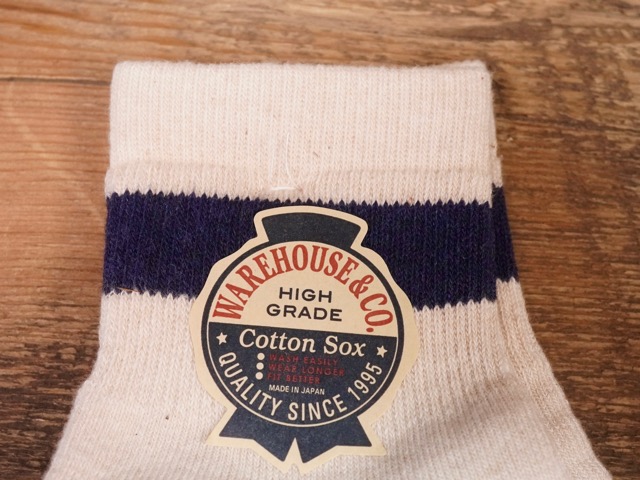 WAREHOUSE & CO.
HIGH
GRADE
Cotton Sox
WASH EASILY
WEAR LONGER
FIT BETTER
MADE IN JAPAN
QUALITY SINCE 1995